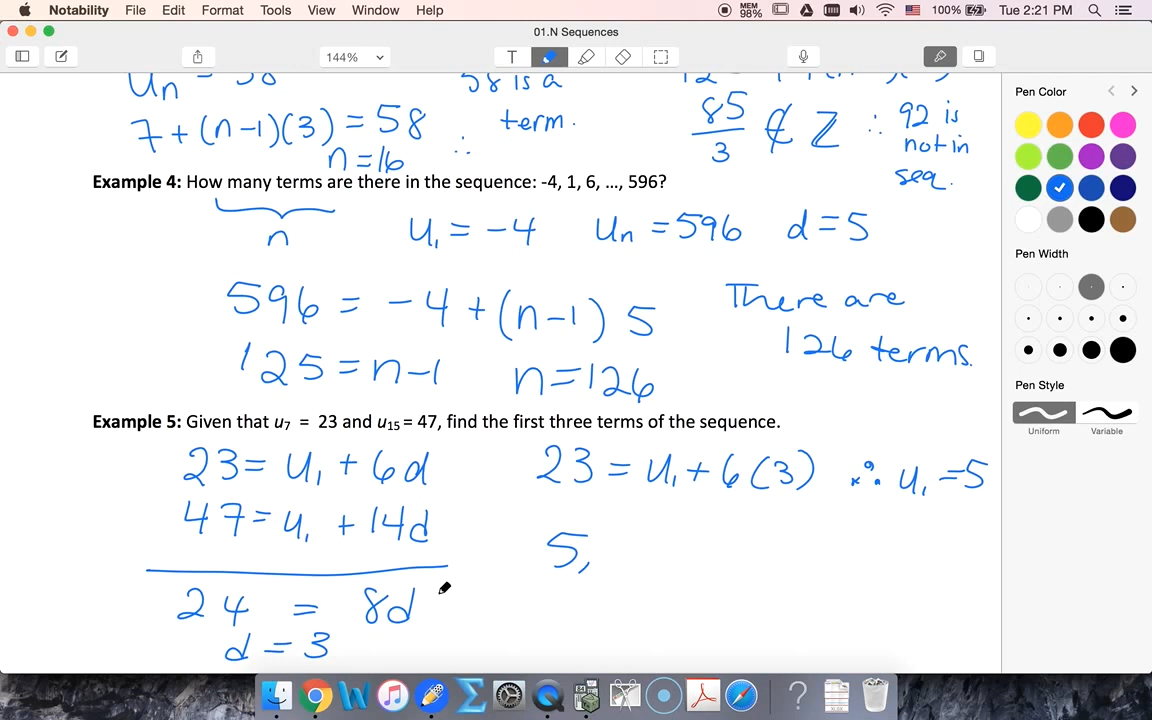 Notability File Edit Format Tools View Window Help MEM 98% 100% Tue 2:21 PM
01.N Sequences
144% T
Un = 58 58 is a
7 + (n-1)(3) = 58 term. 85/3 ∉ Z ∴ 92 is
n = 16 ∴ not in
seq.
Example 4: How many terms are there in the sequence: -4, 1, 6, ..., 596?
n u₁ = -4 un = 596 d = 5
596 = -4 + (n-1) 5 There are
125 = n-1 n = 126 126 terms.
Example 5: Given that u₇ = 23 and u₁₅ = 47, find the first three terms of the sequence.
23 = u₁ + 6d 23 = u₁ + 6(3) ∴ u₁ = 5
47 = u₁ + 14d
5,
24 = 8d
d = 3
Pen Color
Pen Width
Pen Style
Uniform Variable